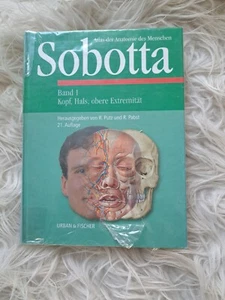 Atlas der Anatomie des Menschen
Sobotta
Band 1
Kopf, Hals, obere Extremität
Herausgegeben von R. Putz und R. Pabst
21. Auflage
URBAN & FISCHER